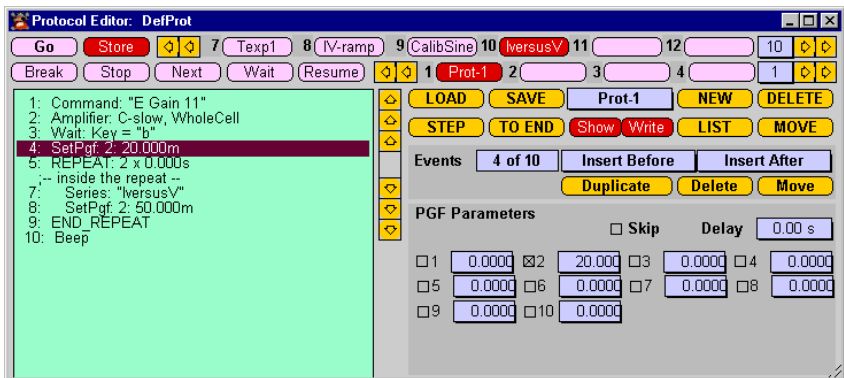 Protocol Editor: DefProt
Go Store 7 Texp1 8 IV-ramp 9 CalibSine 10 IversusV 11 12 10
Break Stop Next Wait Resume 1 Prot-1 2 3 4 1
1: Command: "E Gain 11"
2: Amplifier: C-slow, WholeCell
3: Wait: Key = "b"
4: SetPgf: 2: 20.000m
5: REPEAT: 2 x 0.000s
;-- inside the repeat --
7: Series: "IversusV"
8: SetPgf: 2: 50.000m
9: END_REPEAT
10: Beep
LOAD SAVE Prot-1 NEW DELETE
STEP TO END Show Write LIST MOVE
Events 4 of 10 Insert Before Insert After
Duplicate Delete Move
PGF Parameters
Skip Delay 0.00 s
1 0.0000 2 20.000 3 0.0000 4 0.0000
5 0.0000 6 0.0000 7 0.0000 8 0.0000
9 0.0000 10 0.0000